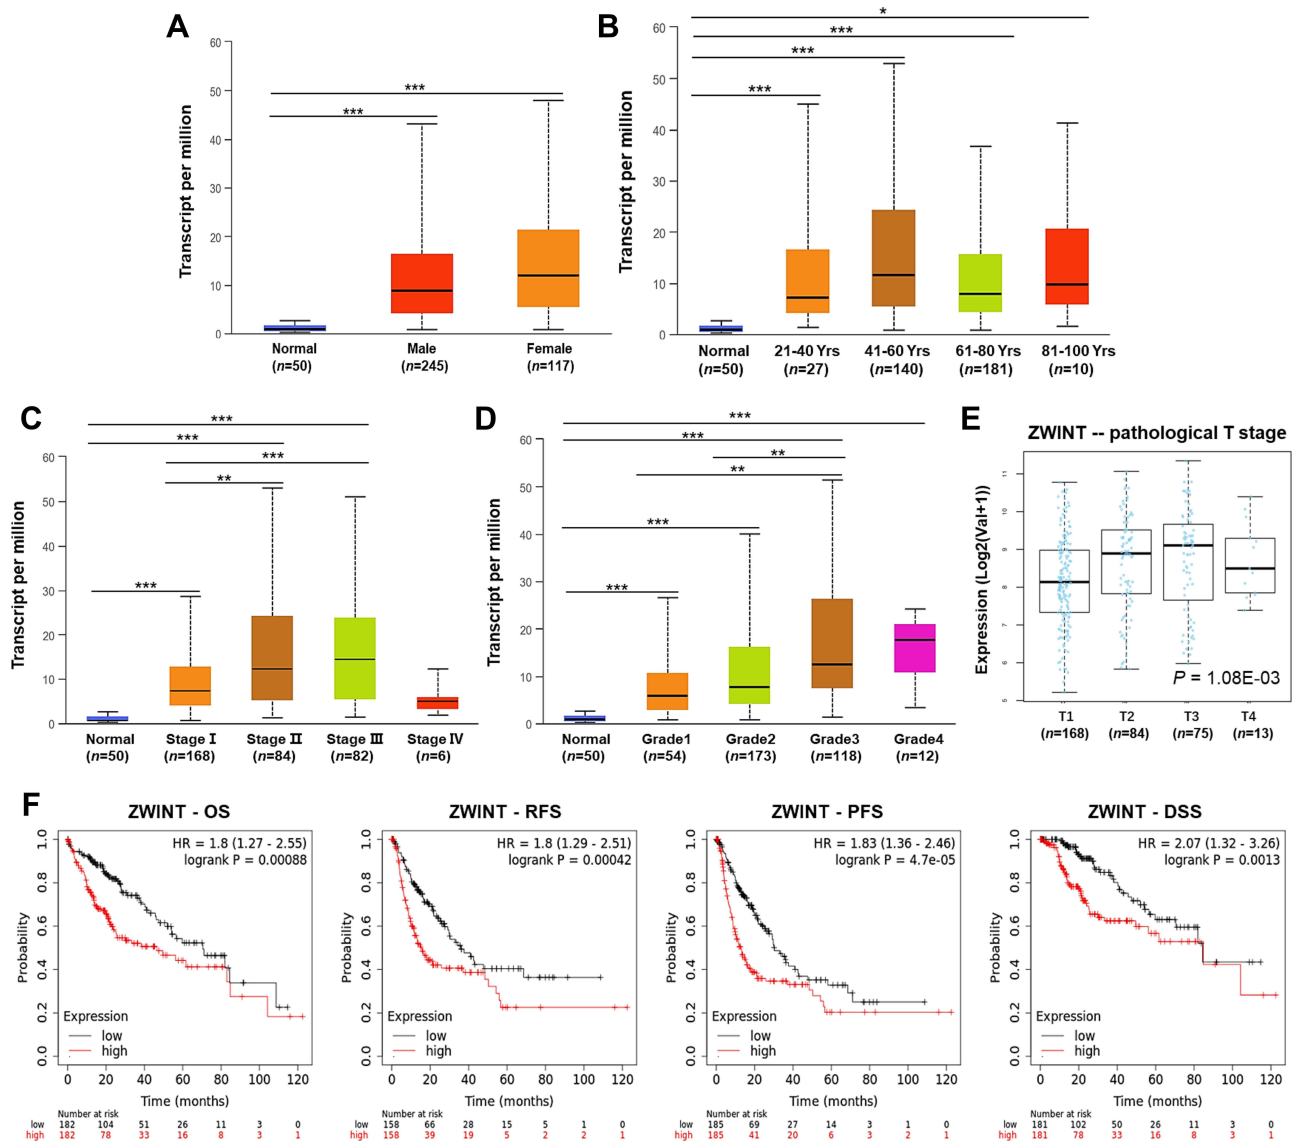 A
Transcript per million
60
50
40
30
20
10
0
***
***
Normal
(n=50)
Male
(n=245)
Female
(n=117)
B
Transcript per million
60
50
40
30
20
10
0
*
***
***
***
Normal
(n=50)
21-40 Yrs
(n=27)
41-60 Yrs
(n=140)
61-80 Yrs
(n=181)
81-100 Yrs
(n=10)
C
Transcript per million
60
50
40
30
20
10
0
***
***
***
**
***
Normal
(n=50)
Stage I
(n=168)
Stage II
(n=84)
Stage III
(n=82)
Stage IV
(n=6)
D
Transcript per million
60
50
40
30
20
10
0
***
***
**
**
***
***
Normal
(n=50)
Grade1
(n=54)
Grade2
(n=173)
Grade3
(n=118)
Grade4
(n=12)
E
ZWINT -- pathological T stage
Expression (Log2(Val+1))
11
10
9
8
7
6
5
P = 1.08E-03
T1
(n=168)
T2
(n=84)
T3
(n=75)
T4
(n=13)
F
ZWINT - OS
HR = 1.8 (1.27 - 2.55)
logrank P = 0.00088
Probability
1.0
0.8
0.6
0.4
0.2
0.0
Expression
low
high
0 20 40 60 80 100 120
Time (months)
Number at risk
low 182 104 51 26 11 3 0
high 182 78 33 16 8 3 1
ZWINT - RFS
HR = 1.8 (1.29 - 2.51)
logrank P = 0.00042
Probability
1.0
0.8
0.6
0.4
0.2
0.0
Expression
low
high
0 20 40 60 80 100 120
Time (months)
Number at risk
low 158 66 28 15 5 1 0
high 158 39 19 5 2 2 1
ZWINT - PFS
HR = 1.83 (1.36 - 2.46)
logrank P = 4.7e-05
Probability
1.0
0.8
0.6
0.4
0.2
0.0
Expression
low
high
0 20 40 60 80 100 120
Time (months)
Number at risk
low 185 69 27 14 3 1 0
high 185 41 20 6 3 2 1
ZWINT - DSS
HR = 2.07 (1.32 - 3.26)
logrank P = 0.0013
Probability
1.0
0.8
0.6
0.4
0.2
0.0
Expression
low
high
0 20 40 60 80 100 120
Time (months)
Number at risk
low 181 102 50 26 11 3 0
high 181 78 33 16 8 3 1